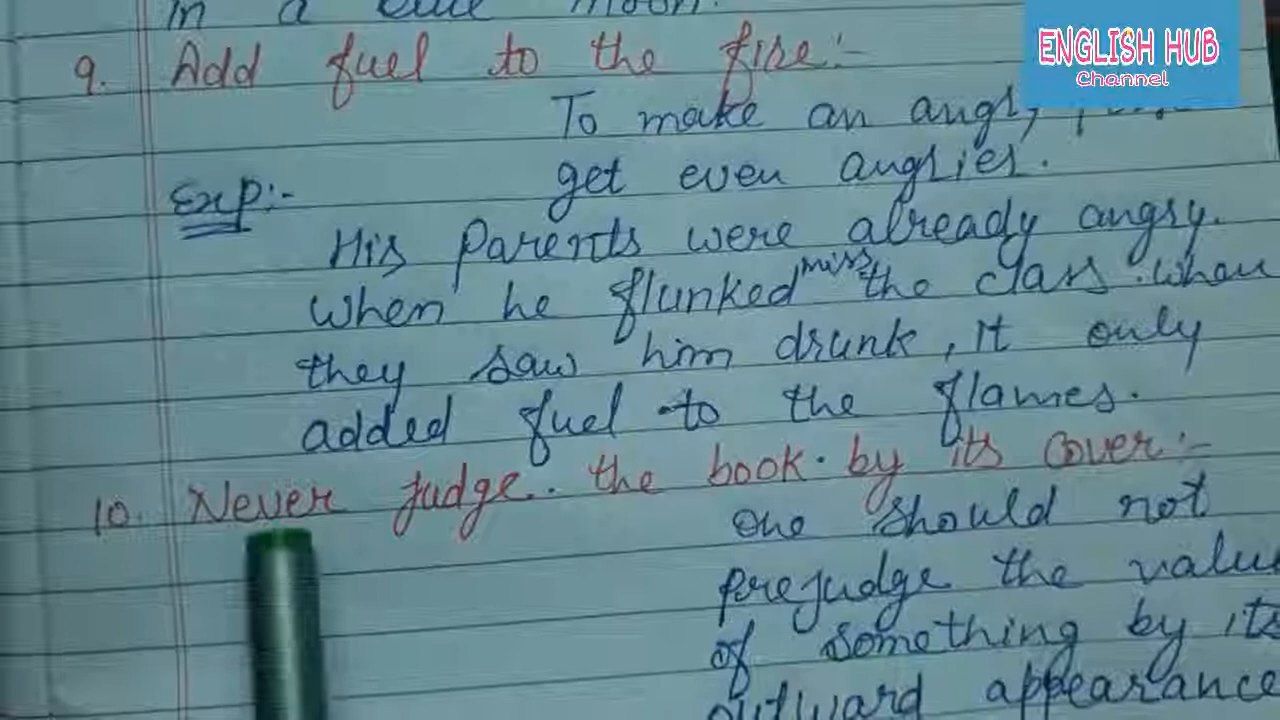 in a blue moon.
9. Add fuel to the fire:-
To make an angry
get even angrier.
Exp:-
His Parents were already angry.
when he flunked miss the class. when
they saw him drunk, it only
added fuel to the flames.
10. Never judge. the book. by its cover:-
one should not
prejudge the value
of something by its
outward appearance
ENGLISH HUB
Channel